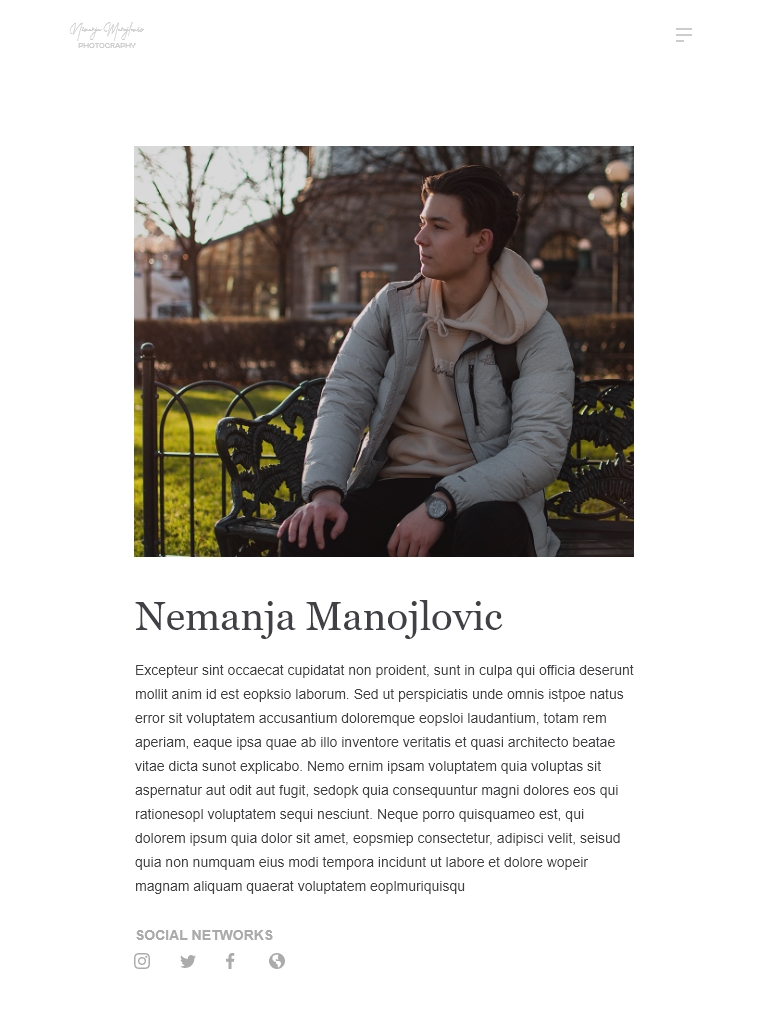 Nemanja Manojlovic
PHOTOGRAPHY
Nemanja Manojlovic
Excepteur sint occaecat cupidatat non proident, sunt in culpa qui officia deserunt
mollit anim id est eopksio laborum. Sed ut perspiciatis unde omnis istpoe natus
error sit voluptatem accusantium doloremque eopsloi laudantium, totam rem
aperiam, eaque ipsa quae ab illo inventore veritatis et quasi architecto beatae
vitae dicta sunot explicabo. Nemo ernim ipsam voluptatem quia voluptas sit
aspernatur aut odit aut fugit, sedopk quia consequuntur magni dolores eos qui
rationesopl voluptatem sequi nesciunt. Neque porro quisquameo est, qui
dolorem ipsum quia dolor sit amet, eopsmiep consectetur, adipisci velit, seisud
quia non numquam eius modi tempora incidunt ut labore et dolore wopeir
magnam aliquam quaerat voluptatem eoplmuriquisqu
SOCIAL NETWORKS